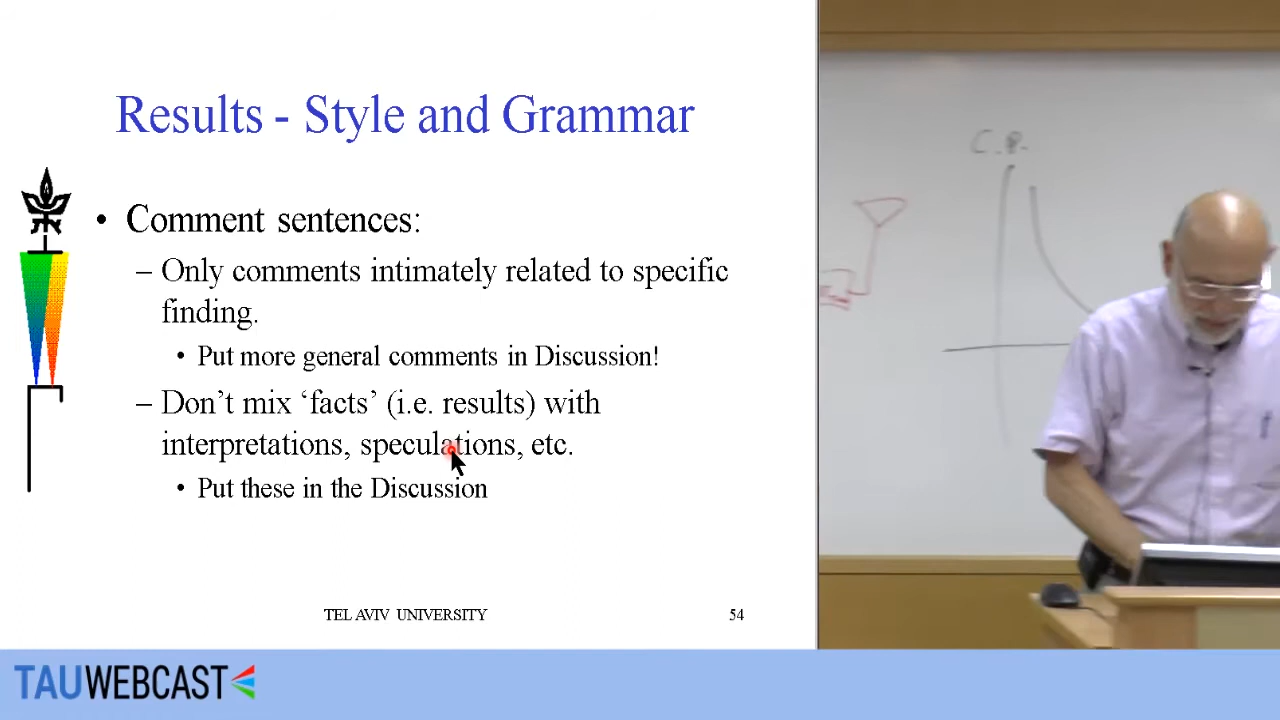 Results - Style and Grammar
• Comment sentences:
– Only comments intimately related to specific
finding.
• Put more general comments in Discussion!
– Don’t mix ‘facts’ (i.e. results) with
interpretations, speculations, etc.
• Put these in the Discussion
TEL AVIV UNIVERSITY
54
C.P.
TAUWEBCAST